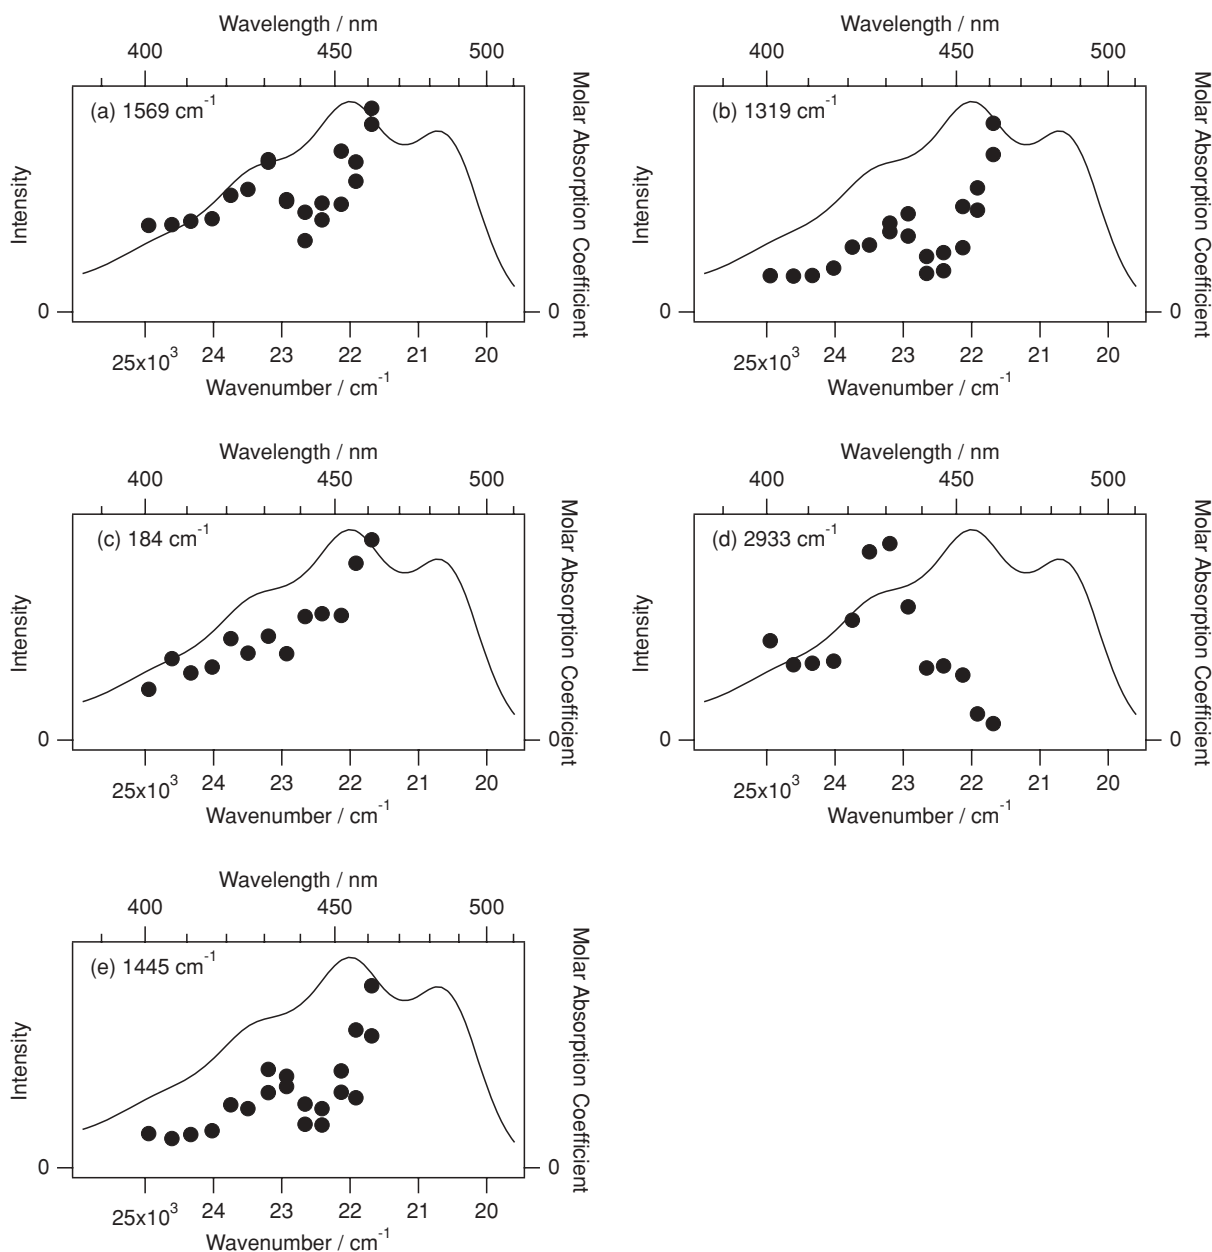 Wavelength / nm
400 450 500
(a) 1569 cm⁻¹
Intensity
Molar Absorption Coefficient
0 0
25x10³ 24 23 22 21 20
Wavenumber / cm⁻¹
Wavelength / nm
400 450 500
(b) 1319 cm⁻¹
Intensity
Molar Absorption Coefficient
0 0
25x10³ 24 23 22 21 20
Wavenumber / cm⁻¹
Wavelength / nm
400 450 500
(c) 184 cm⁻¹
Intensity
Molar Absorption Coefficient
0 0
25x10³ 24 23 22 21 20
Wavenumber / cm⁻¹
Wavelength / nm
400 450 500
(d) 2933 cm⁻¹
Intensity
Molar Absorption Coefficient
0 0
25x10³ 24 23 22 21 20
Wavenumber / cm⁻¹
Wavelength / nm
400 450 500
(e) 1445 cm⁻¹
Intensity
Molar Absorption Coefficient
0 0
25x10³ 24 23 22 21 20
Wavenumber / cm⁻¹